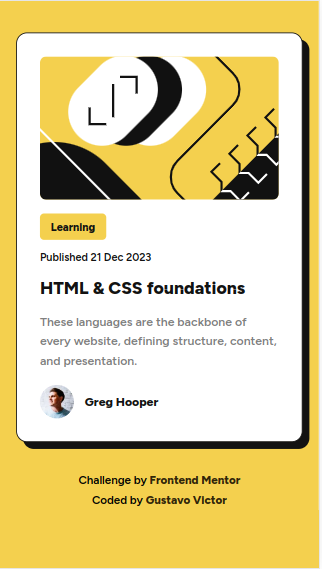 Learning
Published 21 Dec 2023
HTML & CSS foundations
These languages are the backbone of
every website, defining structure, content,
and presentation.
Greg Hooper
Challenge by Frontend Mentor
Coded by Gustavo Victor